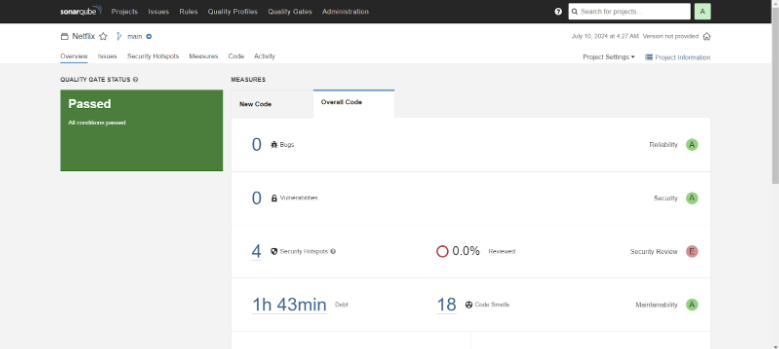 sonarqube Projects Issues Rules Quality Profiles Quality Gates Administration ? Search for projects... A
Netflix main July 10, 2024 at 4:27 AM Version not provided
Overview Issues Security Hotspots Measures Code Activity Project Settings Project Information
QUALITY GATE STATUS MEASURES
Passed
All conditions passed
New Code Overall Code
0 Bugs Reliability A
0 Vulnerabilities Security A
4 Security Hotspots 0.0% Reviewed Security Review E
1h 43min Debt 18 Code Smells Maintainability A